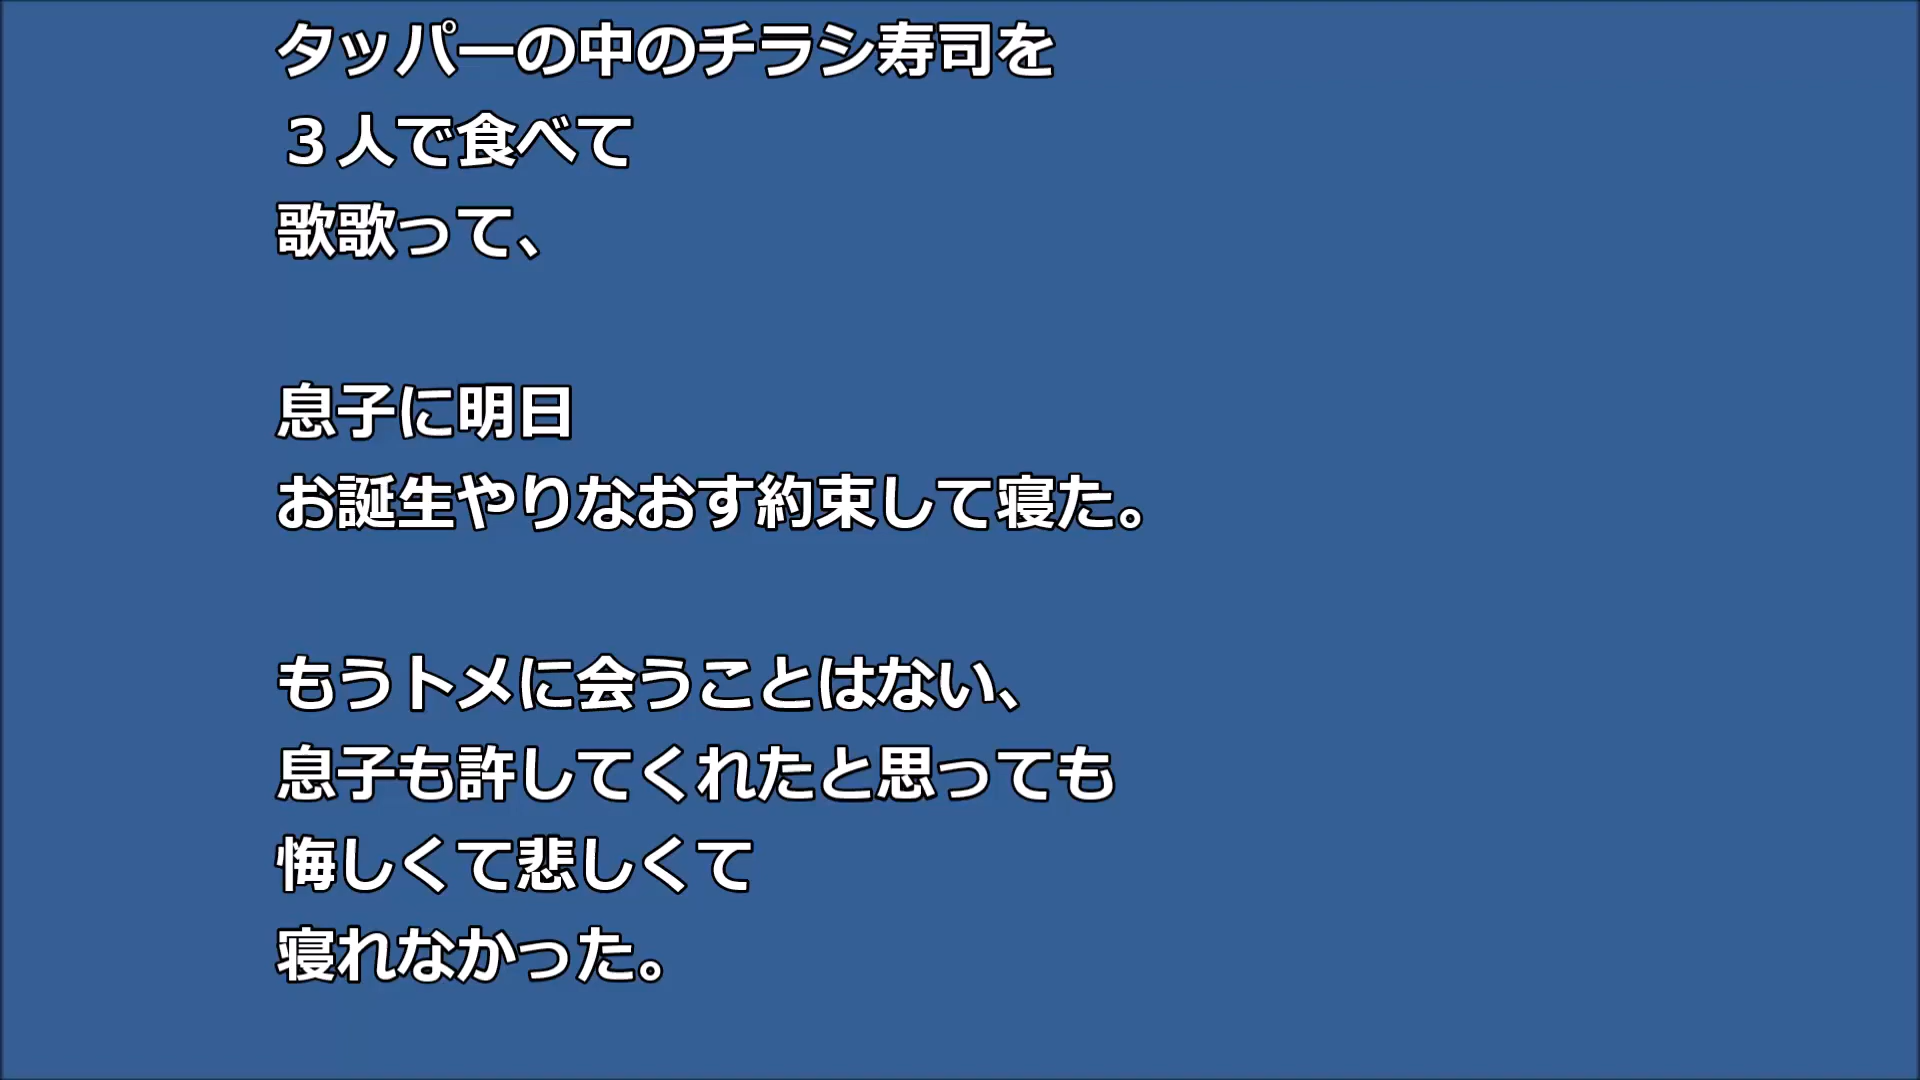 タッパーの中のチラシ寿司を
３人で食べて
歌歌って、
息子に明日
お誕生やりなおす約束して寝た。
もうトメに会うことはない、
息子も許してくれたと思っても
悔しくて悲しくて
寝れなかった。